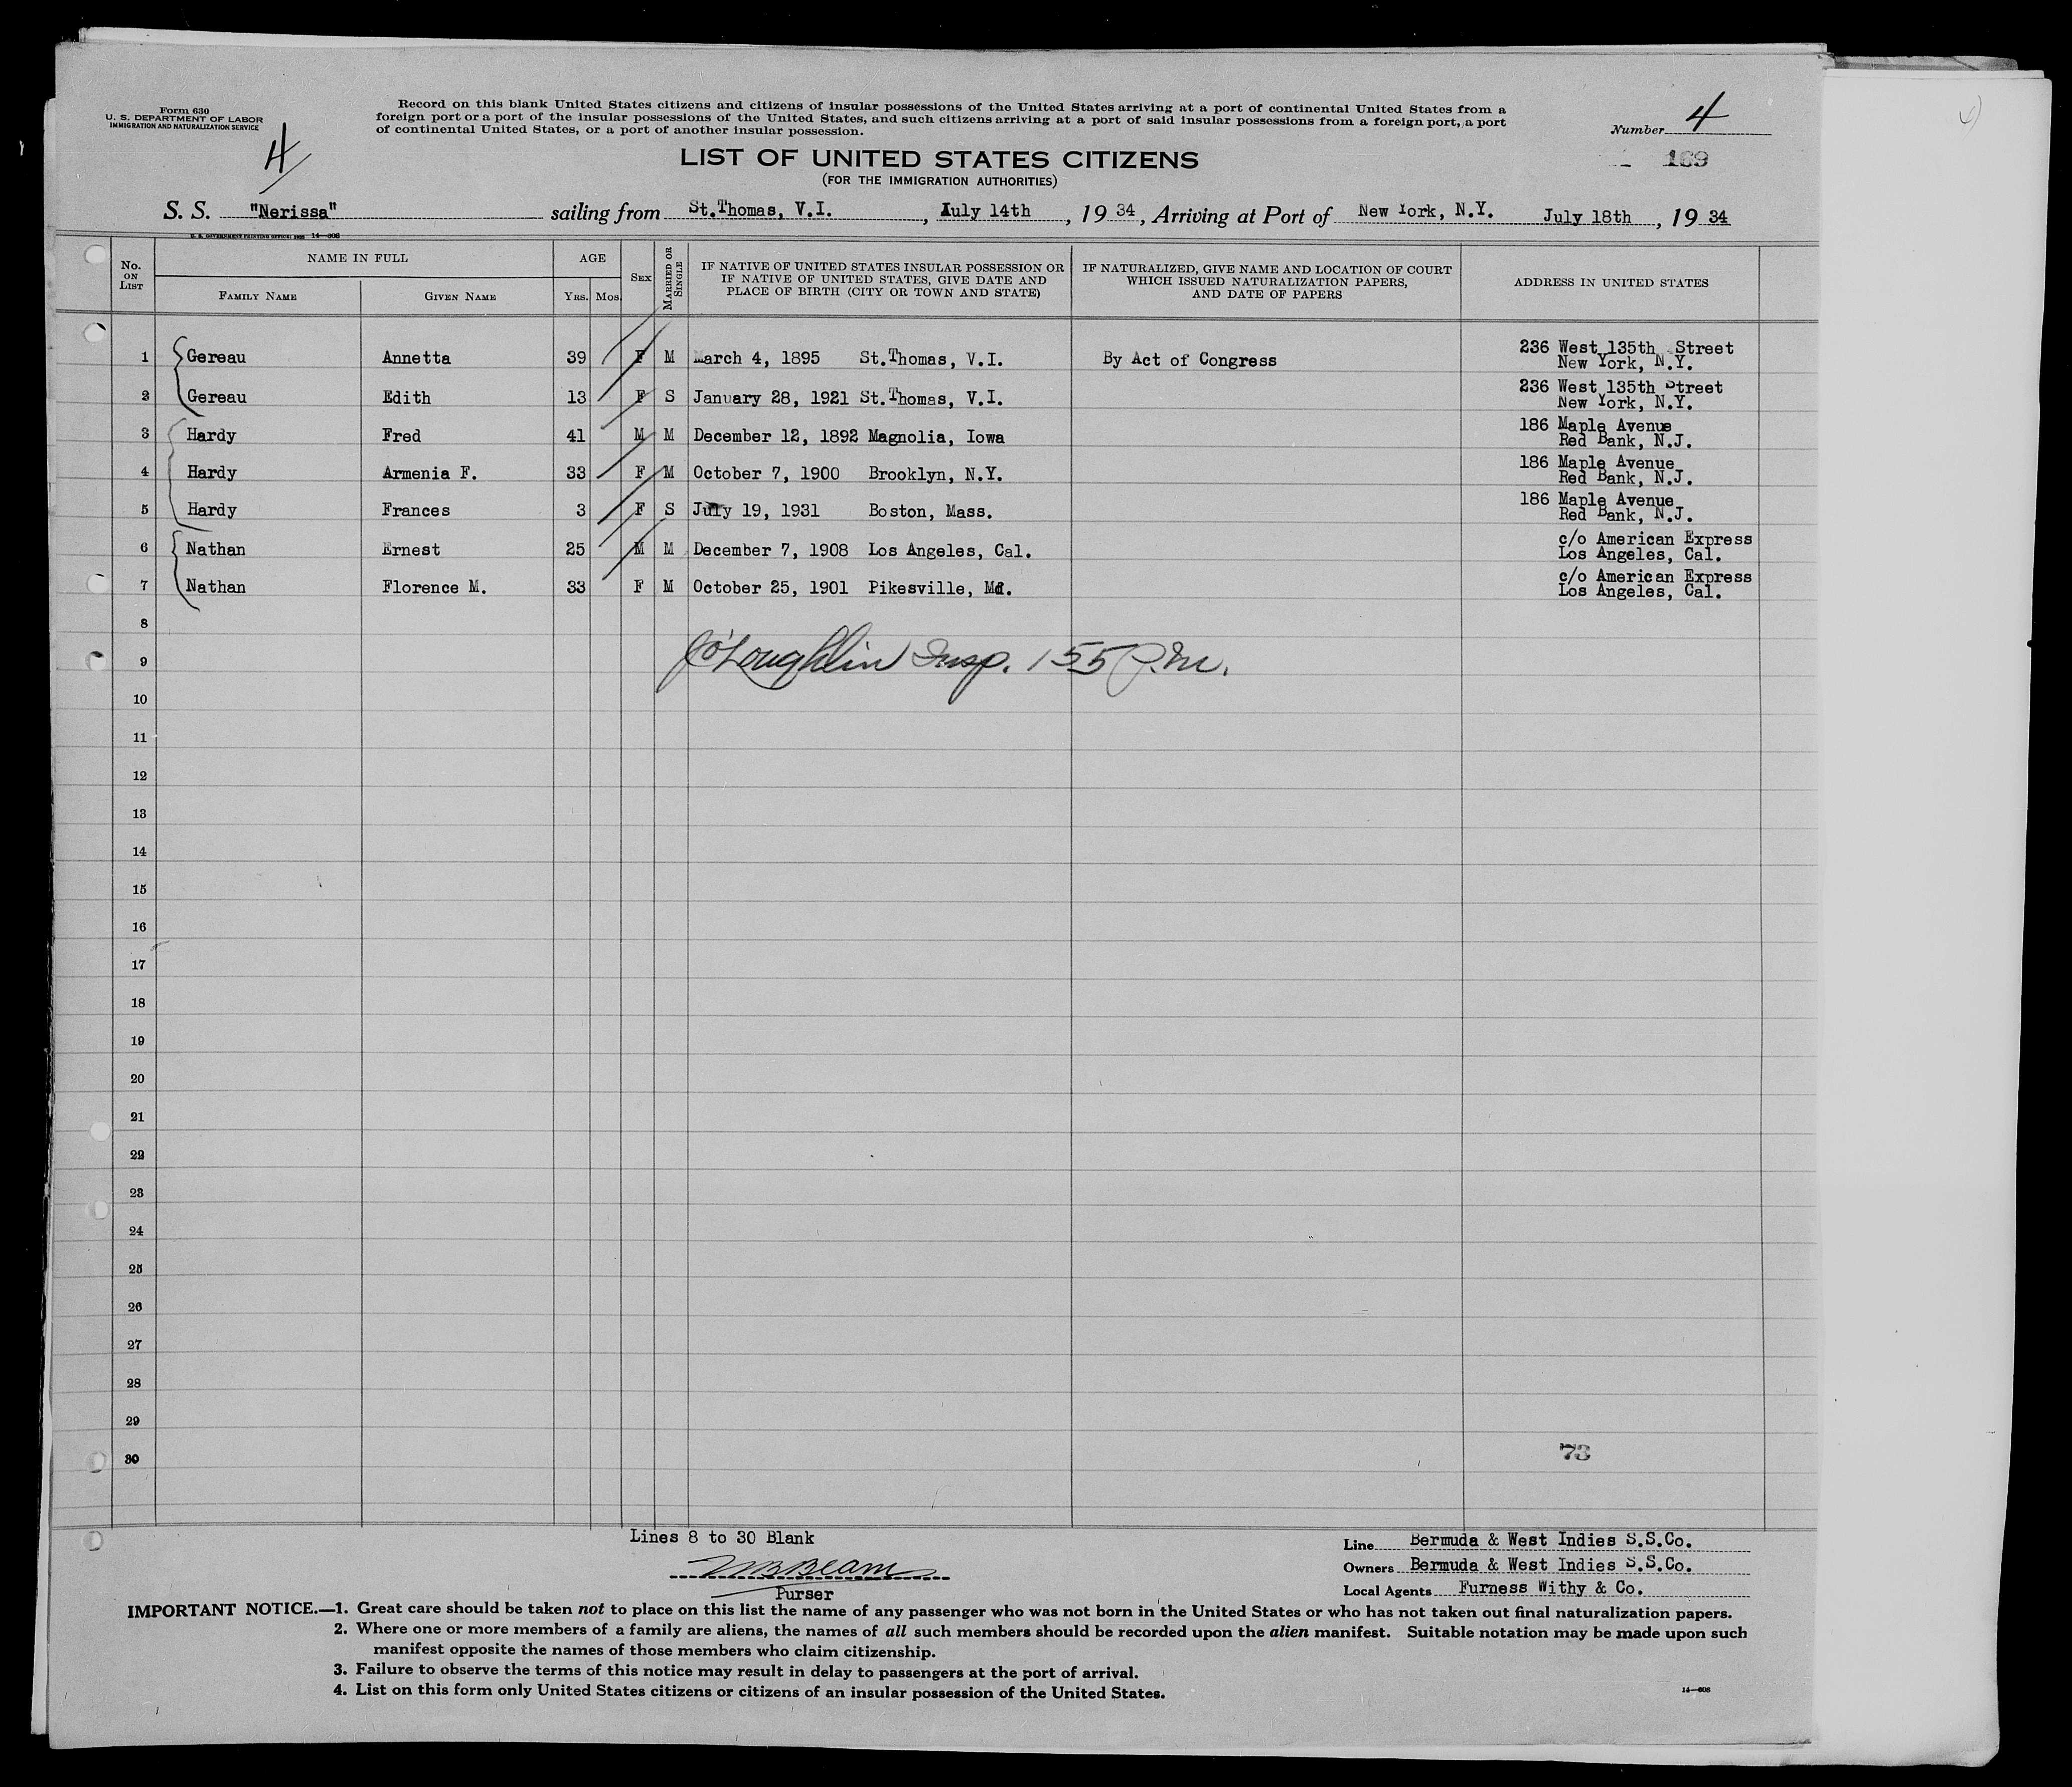 Form 630
U. S. DEPARTMENT OF LABOR
IMMIGRATION AND NATURALIZATION SERVICE
4
Record on this blank United States citizens and citizens of insular possessions of the United States arriving at a port of continental United States from a
foreign port or a port of the insular possessions of the United States, and such citizens arriving at a port of said insular possessions from a foreign port, a port
of continental United States, or a port of another insular possession.
Number 4
169
LIST OF UNITED STATES CITIZENS
(FOR THE IMMIGRATION AUTHORITIES)
S. S. "Nerissa" sailing from St.Thomas, V.I., July 14th, 19 34, Arriving at Port of New York, N.Y. July 18th, 19 34
U. S. GOVERNMENT PRINTING OFFICE: 1933 14—608
No. ON LIST
NAME IN FULL
FAMILY NAME GIVEN NAME
AGE
YRS. MOS.
SEX
MARRIED OR SINGLE
IF NATIVE OF UNITED STATES INSULAR POSSESSION OR
IF NATIVE OF UNITED STATES, GIVE DATE AND
PLACE OF BIRTH (CITY OR TOWN AND STATE)
IF NATURALIZED, GIVE NAME AND LOCATION OF COURT
WHICH ISSUED NATURALIZATION PAPERS,
AND DATE OF PAPERS
ADDRESS IN UNITED STATES
1 Gereau Annetta 39 F M March 4, 1895 St.Thomas, V.I. By Act of Congress 236 West 135th Street
New York, N.Y.
2 Gereau Edith 13 F S January 28, 1921 St.Thomas, V.I. 236 West 135th Street
New York, N.Y.
3 Hardy Fred 41 M M December 12, 1892 Magnolia, Iowa 186 Maple Avenue
Red Bank, N.J.
4 Hardy Armenia F. 33 F M October 7, 1900 Brooklyn, N.Y. 186 Maple Avenue
Red Bank, N.J.
5 Hardy Frances 3 F S July 19, 1931 Boston, Mass. 186 Maple Avenue
Red Bank, N.J.
6 Nathan Ernest 25 M M December 7, 1908 Los Angeles, Cal. c/o American Express
Los Angeles, Cal.
7 Nathan Florence M. 33 F M October 25, 1901 Pikesville, Md. c/o American Express
Los Angeles, Cal.
8
9 O'Loughlin Insp. 155 P.M.
10
11
12
13
14
15
16
17
18
19
20
21
22
23
24
25
26
27
28
29
30
73
Lines 8 to 30 Blank
Purser
Line Bermuda & West Indies S.S.Co.
Owners Bermuda & West Indies S.S.Co.
Local Agents Furness Withy & Co.
IMPORTANT NOTICE.—1. Great care should be taken not to place on this list the name of any passenger who was not born in the United States or who has not taken out final naturalization papers.
2. Where one or more members of a family are aliens, the names of all such members should be recorded upon the alien manifest. Suitable notation may be made upon such
manifest opposite the names of those members who claim citizenship.
3. Failure to observe the terms of this notice may result in delay to passengers at the port of arrival.
4. List on this form only United States citizens or citizens of an insular possession of the United States.
14—608